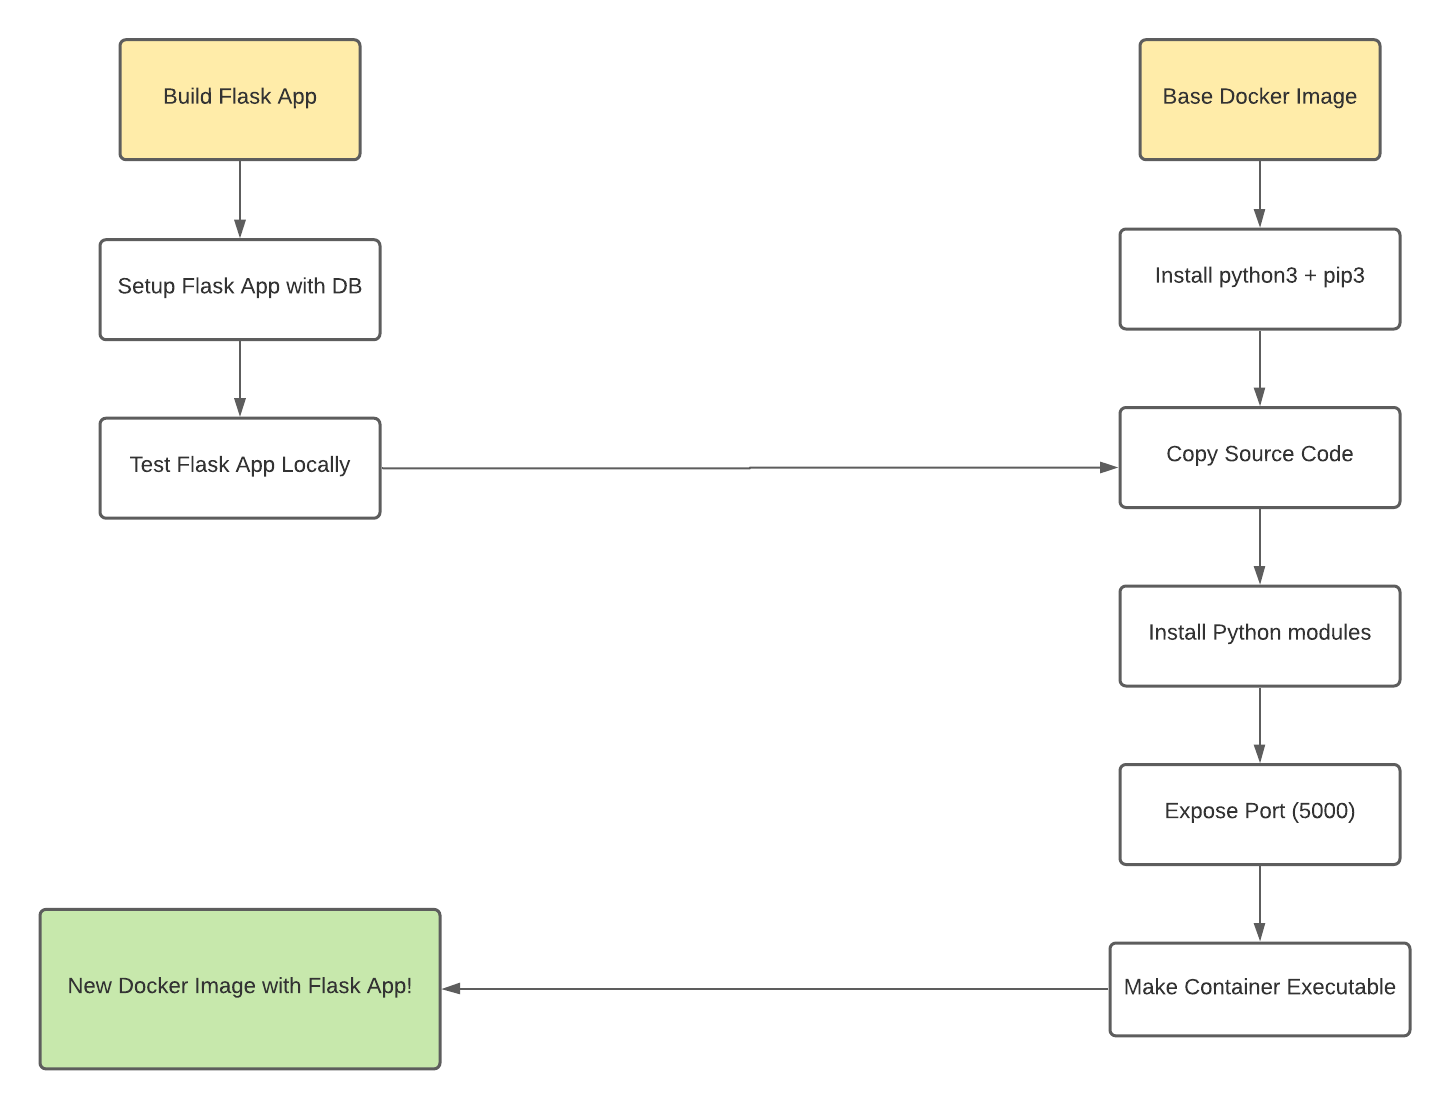 Build Flask App
Base Docker Image
Setup Flask App with DB
Install python3 + pip3
Test Flask App Locally
Copy Source Code
Install Python modules
Expose Port (5000)
New Docker Image with Flask App!
Make Container Executable